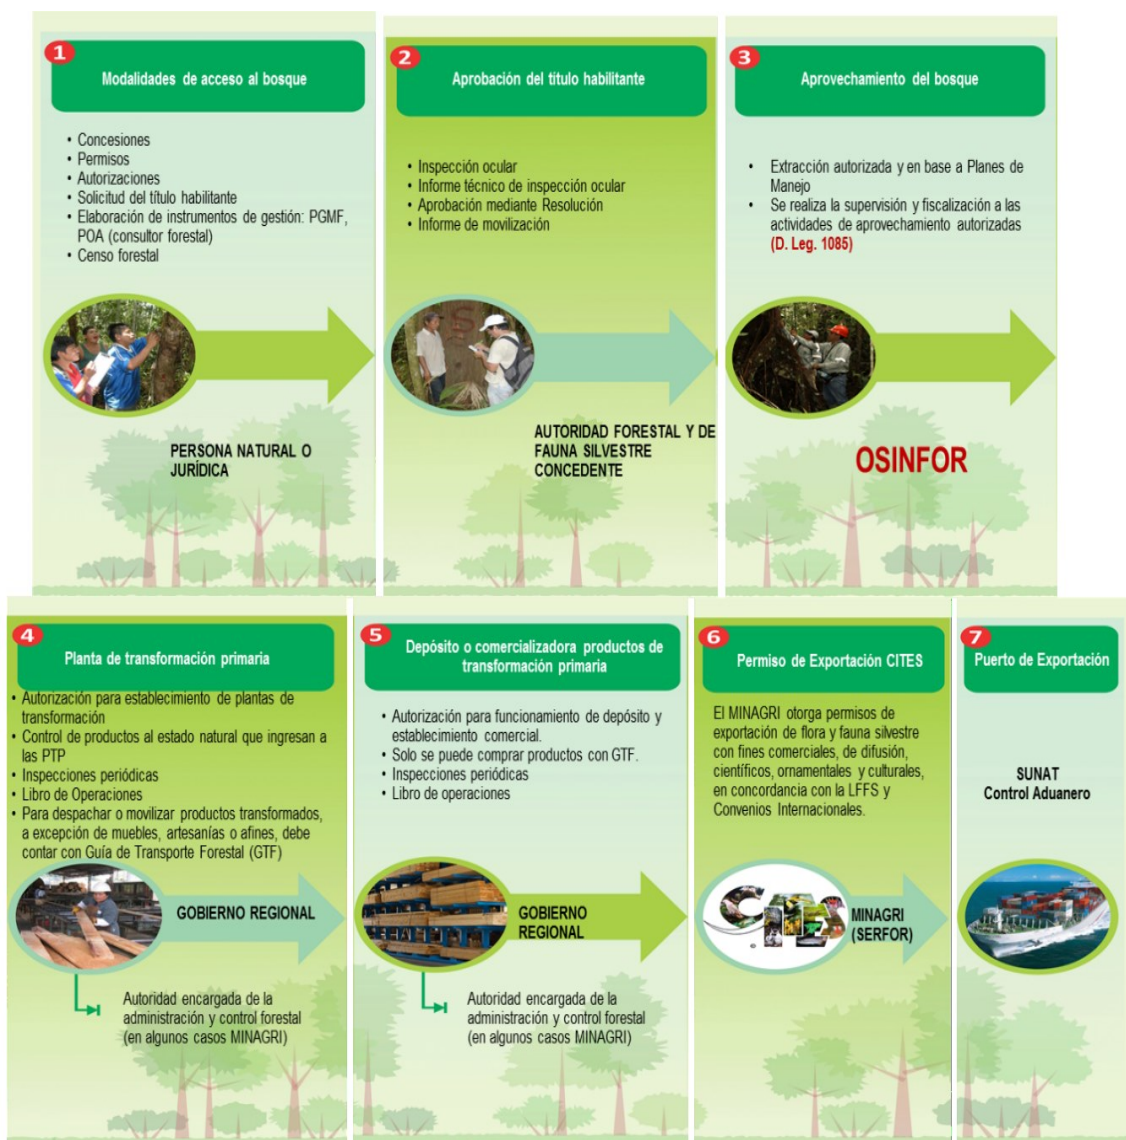 1
Modalidades de acceso al bosque
• Concesiones
• Permisos
• Autorizaciones
• Solicitud del título habilitante
• Elaboración de instrumentos de gestión: PGMF,
POA (consultor forestal)
• Censo forestal
PERSONA NATURAL O
JURÍDICA
2
Aprobación del título habilitante
• Inspección ocular
• Informe técnico de inspección ocular
• Aprobación mediante Resolución
• Informe de movilización
AUTORIDAD FORESTAL Y DE
FAUNA SILVESTRE
CONCEDENTE
3
Aprovechamiento del bosque
• Extracción autorizada y en base a Planes de
Manejo
• Se realiza la supervisión y fiscalización a las
actividades de aprovechamiento autorizadas
(D. Leg. 1085)
OSINFOR
4
Planta de transformación primaria
• Autorización para establecimiento de plantas de
transformación
• Control de productos al estado natural que ingresan a
las PTP
• Inspecciones periódicas
• Libro de Operaciones
• Para despachar o movilizar productos transformados,
a excepción de muebles, artesanías o afines, debe
contar con Guía de Transporte Forestal (GTF)
GOBIERNO REGIONAL
Autoridad encargada de la
administración y control forestal
(en algunos casos MINAGRI)
5
Depósito o comercializadora productos de
transformación primaria
• Autorización para funcionamiento de depósito y
establecimiento comercial.
• Solo se puede comprar productos con GTF.
• Inspecciones periódicas
• Libro de operaciones
GOBIERNO
REGIONAL
Autoridad encargada de la
administración y control forestal
(en algunos casos MINAGRI)
6
Permiso de Exportación CITES
El MINAGRI otorga permisos de
exportación de flora y fauna silvestre
con fines comerciales, de difusión,
científicos, ornamentales y culturales,
en concordancia con la LFFS y
Convenios Internacionales.
CITES
MINAGRI
(SERFOR)
7
Puerto de Exportación
SUNAT
Control Aduanero